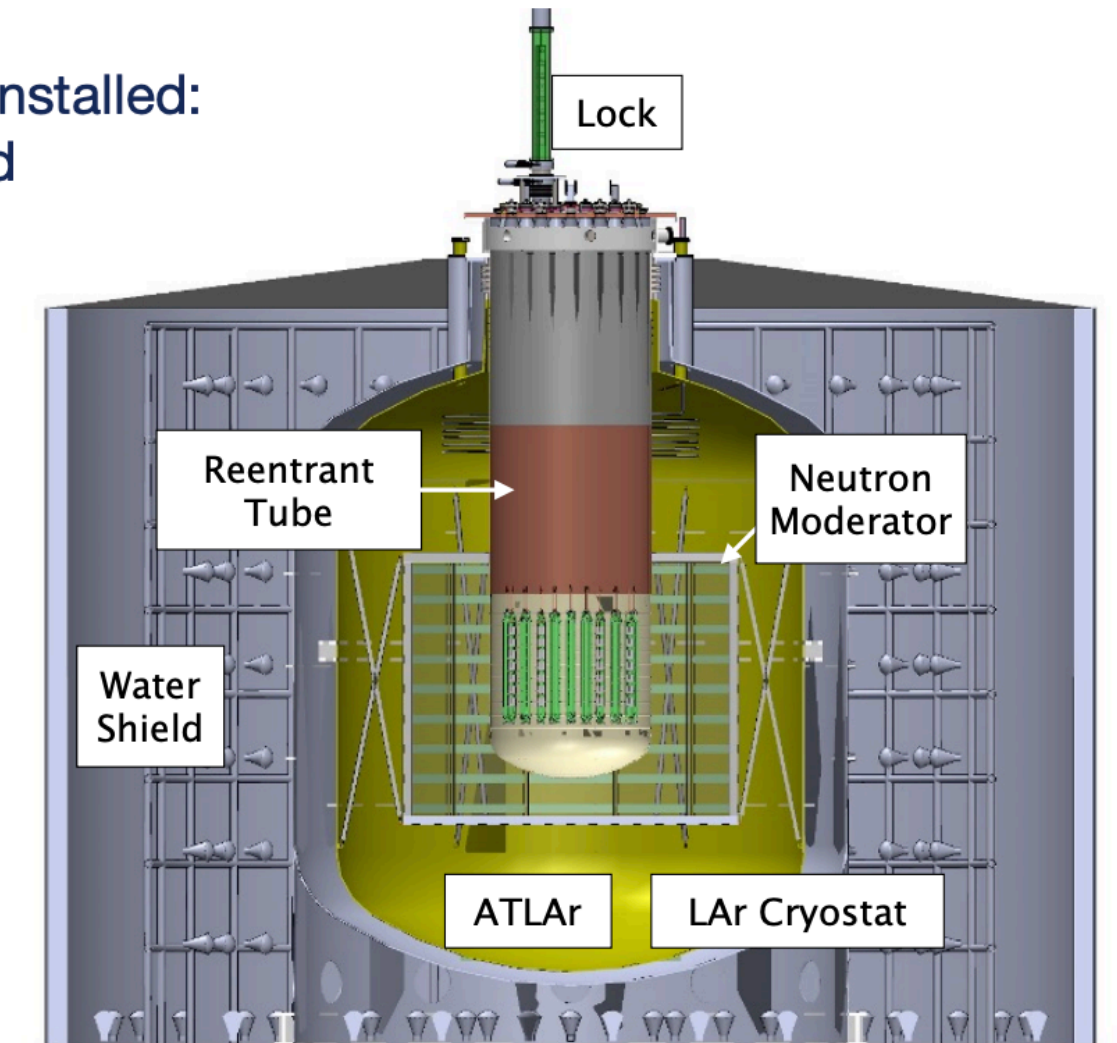 nstalled:
d
Lock
Reentrant
Tube
Neutron
Moderator
Water
Shield
ATLAr
LAr Cryostat